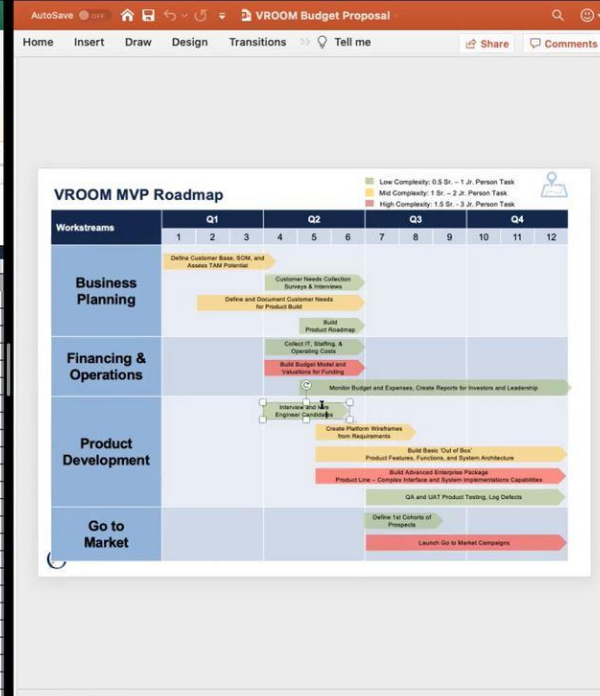 AutoSave OFF VROOM Budget Proposal
Home Insert Draw Design Transitions >> Tell me Share Comments
Low Complexity: 0.5 Sr. – 1 Jr. Person Task
Mid Complexity: 1 Sr. – 2 Jr. Person Task
High Complexity: 1.5 Sr. - 3 Jr. Person Task
VROOM MVP Roadmap
Workstreams
Q1 Q2 Q3 Q4
1 2 3 4 5 6 7 8 9 10 11 12
Business
Planning
Define Customer Base, SOM, and
Assess TAM Potential
Customer Needs Collection
Surveys & Interviews
Define and Document Customer Needs
for Product Build
Build
Product Roadmap
Financing &
Operations
Collect IT, Staffing, &
Operating Costs
Build Budget Model and
Valuations for Funding
Monitor Budget and Expenses, Create Reports for Investors and Leadership
Product
Development
Interview and Hire
Engineer Candidates
Create Platform Wireframes
from Requirements
Build Basic 'Out of Box'
Product Features, Functions, and System Architecture
Build Advanced Enterprise Package
Product Line – Complex Interface and System Implementations Capabilities
QA and UAT Product Testing, Log Defects
Go to
Market
Define 1st Cohorts of
Prospects
Launch Go to Market Campaigns